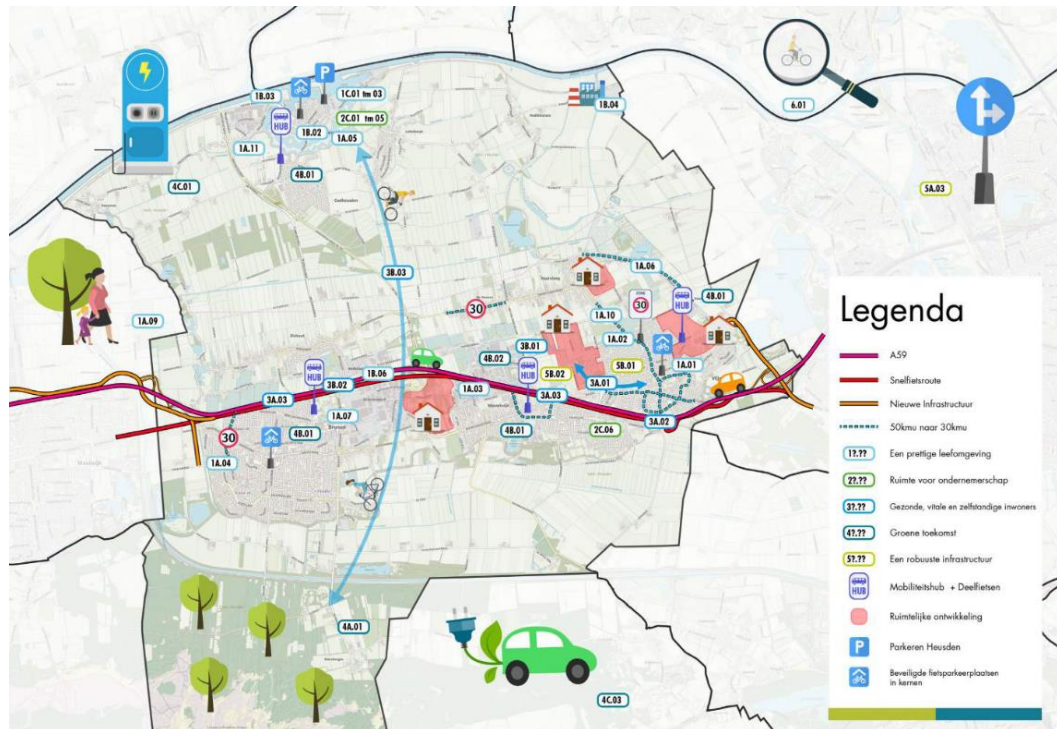 1B.03
P
1C.01 tm 03
2C.01 tm 05
HUB
1B.02
1A.05
1A.11
4B.01
4C.01
1B.04
6.01
5A.03
Oudheusden
3B.03
1A.09
1A.06
4B.01
HUB
30
1A.10
ZONE
30
1A.02
3B.01
4B.02
5B.02
5B.01
1A.01
3A.01
HUB
3B.02
1B.06
1A.03
HUB
3A.03
3A.03
1A.07
4B.01
4B.01
2C.06
3A.02
30
1A.04
4A.01
4C.03
Legenda
A59
Snelfietsroute
Nieuwe Infrastructuur
50kmu naar 30kmu
1?.?? Een prettige leefomgeving
2?.?? Ruimte voor ondernemerschap
3?.?? Gezonde, vitale en zelfstandige inwoners
4?.?? Groene toekomst
5?.?? Een robuuste infrastructuur
HUB Mobiliteitshub + Deelfietsen
Ruimtelijke ontwikkeling
P Parkeren Heusden
Beveiligde fietsparkeerplaatsen
in kernen